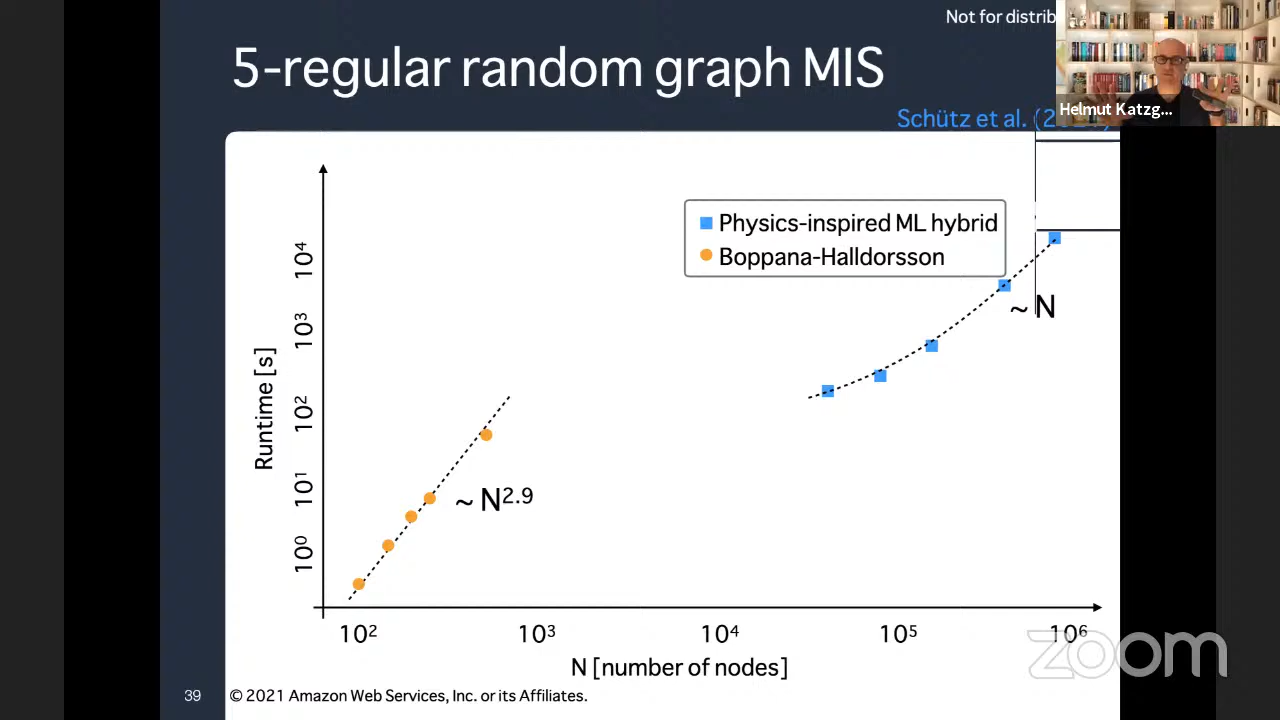 Not for distrib
5-regular random graph MIS
Helmut Katzg...
Schütz et al.
Physics-inspired ML hybrid
Boppana-Halldorsson
10⁴
10³
10²
10¹
10⁰
Runtime [s]
~ N
~ N2.9
10² 10³ 10⁴ 10⁵ 10⁶
N [number of nodes]
zoom
39 © 2021 Amazon Web Services, Inc. or its Affiliates.